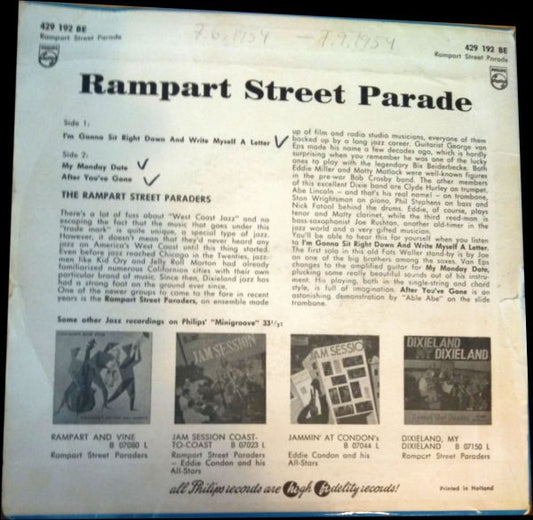 429 192 BE
Rampart Street Parade
PHILIPS
7.6.1954 — 7.9.1954
429 192 BE
Rampart Street Parade
PHILIPS
Rampart Street Parade
Side 1:
I'm Gonna Sit Right Down And Write Myself A Letter
Side 2:
My Monday Date
After You've Gone
THE RAMPART STREET PARADERS
There's a lot of fuss about "West Coast Jazz" and no
escaping the fact that the music that goes under this
"trade mark" is quite unique, a special type of jazz.
However, it doesn't mean that they'd never heard any
jazz on America's West Coast until this thing started.
Even before jazz reached Chicago in the Twenties, jazz-
men like Kid Ory and Jelly Roll Morton had already
familiarized numerous Californian cities with their own
particular brand of music. Since then, Dixieland jazz has
had a strong foot on the ground ever since.
One of the newer groups to come to the fore in recent
years is the Rampart Street Paraders, an ensemble made
up of film and radio studio musicians, everyone of them
backed up by a long jazz career. Guitarist George van
Eps made his name a few decades ago, which is hardly
surprising when you remember he was one of the lucky
ones to play with the legendary Bix Beiderbecke. Both
Eddie Miller and Matty Matlock were well-known figures
in the pre-war Bob Crosby band. The other members
of this excellent Dixie band are Clyde Hurley on trumpet,
Abe Lincoln – and that's his real name! – on trombone,
Stan Wrightsman on piano, Phil Stephens on bass and
Nick Fatool behind the drums. Eddie, of course, plays
tenor and Matty clarinet, while the third reed-man is
bass-saxophonist Joe Rushton, another old-timer in the
jazz world and a very gifted musician.
You'll be able to hear this for yourself when you listen
to I'm Gonna Sit Right Down And Write Myself A Letter.
The first solo in this old Fats Waller stand-by is by Joe
on one of the big brothers among the saxes. Van Eps
changes to the amplified guitar for My Monday Date,
plucking some really beautiful sounds out of his instru-
ment. His playing, both in the single-string and chord
style, is full of imagination. After You've Gone is an
astonishing demonstration by "Able Abe" on the slide
trombone.
Some other Jazz recordings on Philips' "Minigroove" 33 1/3:
JAM SESSION
JAM SESSION
DIXIELAND
MY DIXIELAND
RAMPART AND VINE
B 07080 L
Rampart Street Paraders
JAM SESSION COAST-
TO-COAST B 07023 L
Rampart Street Paraders
– Eddie Condon and his
All-Stars
JAMMIN' AT CONDON's
B 07044 L
Eddie Condon and his
All-Stars
DIXIELAND, MY
DIXIELAND B 07150 L
Rampart Street Paraders
all Philips records are high fidelity records!
Printed in Holland